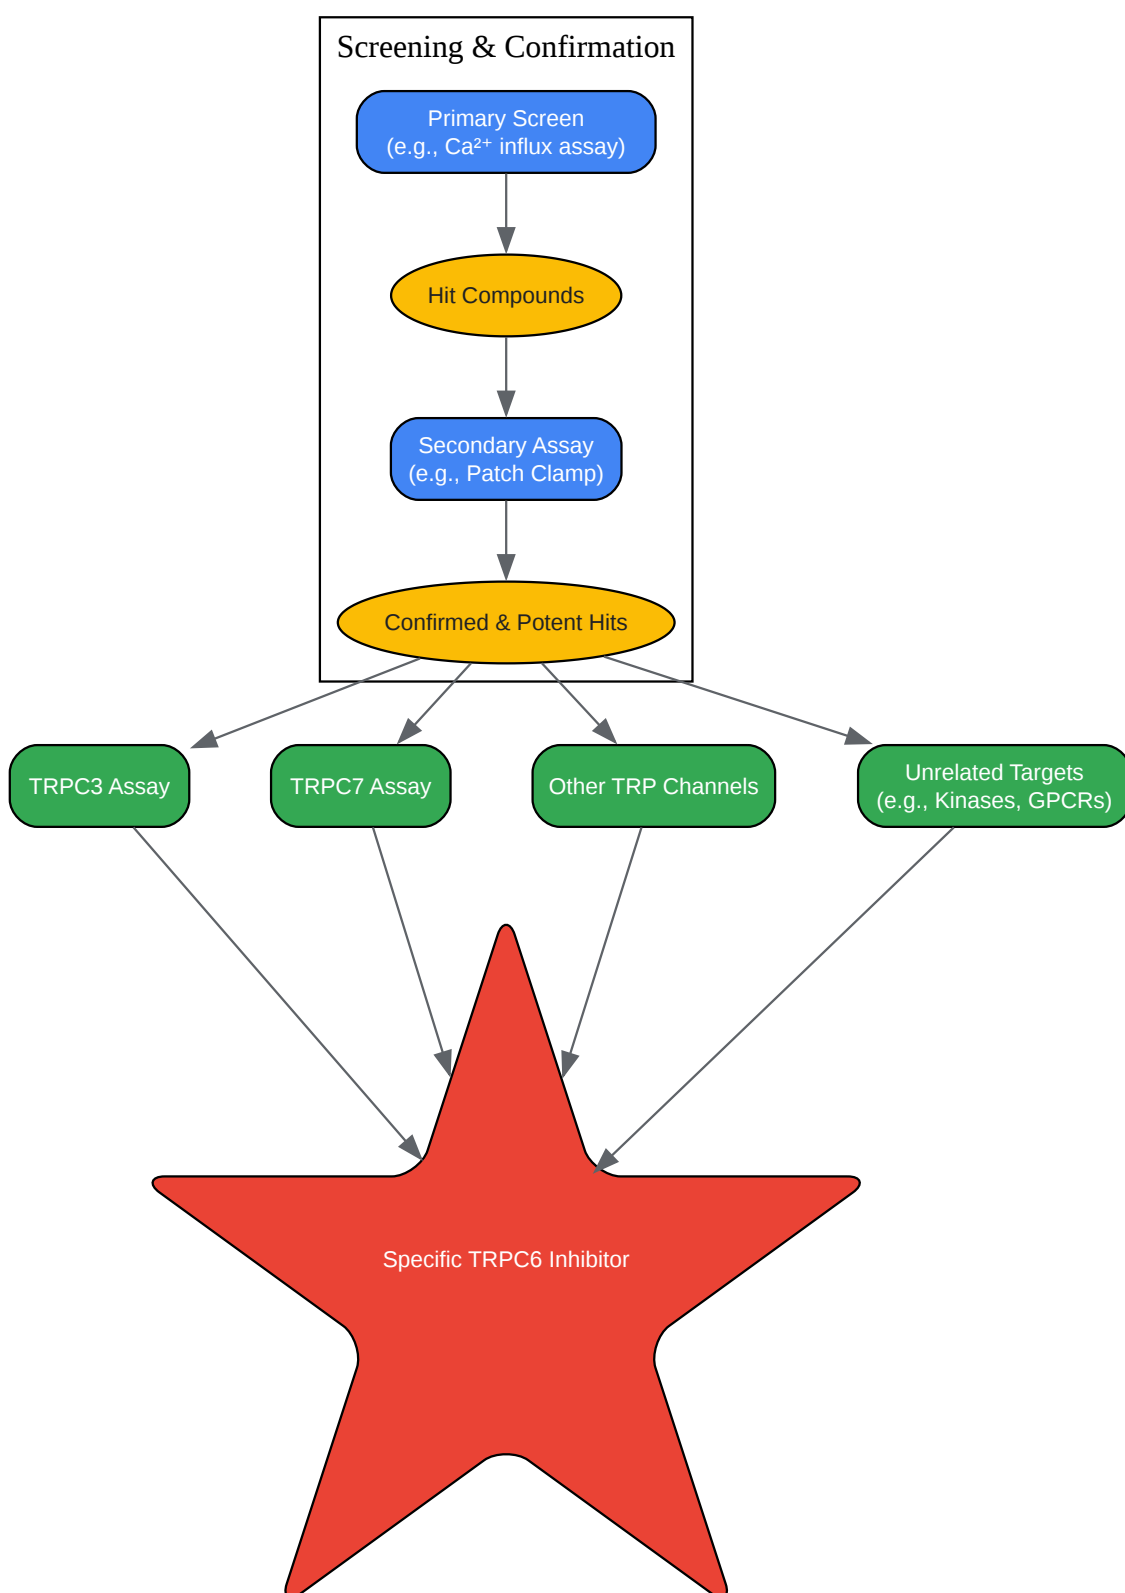 Screening & Confirmation
Primary Screen
(e.g., Ca²⁺ influx assay)
Hit Compounds
Secondary Assay
(e.g., Patch Clamp)
Confirmed & Potent Hits
TRPC3 Assay
TRPC7 Assay
Other TRP Channels
Unrelated Targets
(e.g., Kinases, GPCRs)
Specific TRPC6 Inhibitor